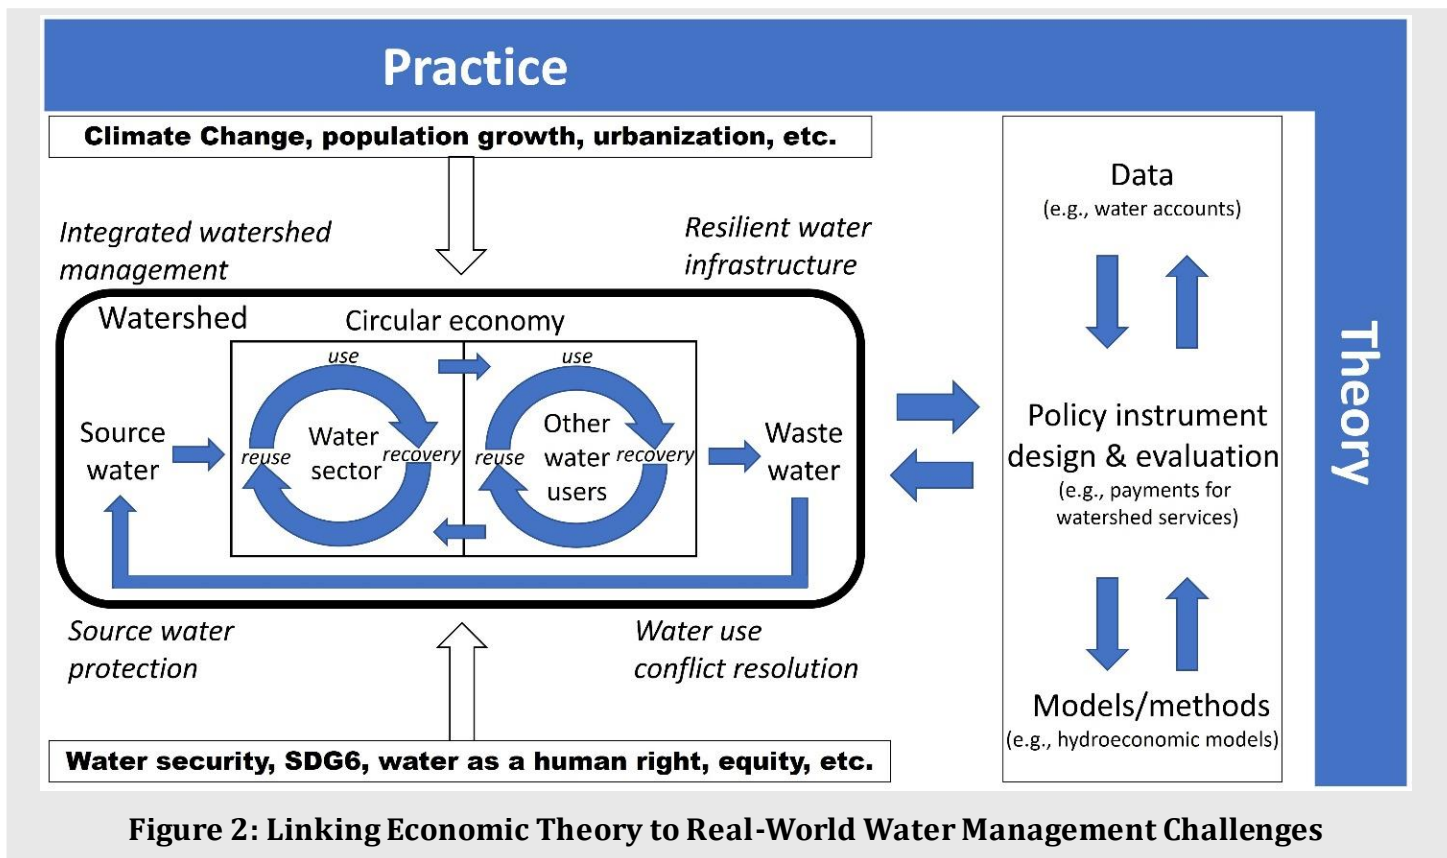 Practice
Climate Change, population growth, urbanization, etc.
Integrated watershed
management
Resilient water
infrastructure
Watershed
Circular economy
use
use
Source
water
Water
sector
reuse
recovery
Other
water
users
reuse
recovery
Waste
water
Source water
protection
Water use
conflict resolution
Water security, SDG6, water as a human right, equity, etc.
Data
(e.g., water accounts)
Policy instrument
design & evaluation
(e.g., payments for
watershed services)
Models/methods
(e.g., hydroeconomic models)
Theory
Figure 2: Linking Economic Theory to Real-World Water Management Challenges